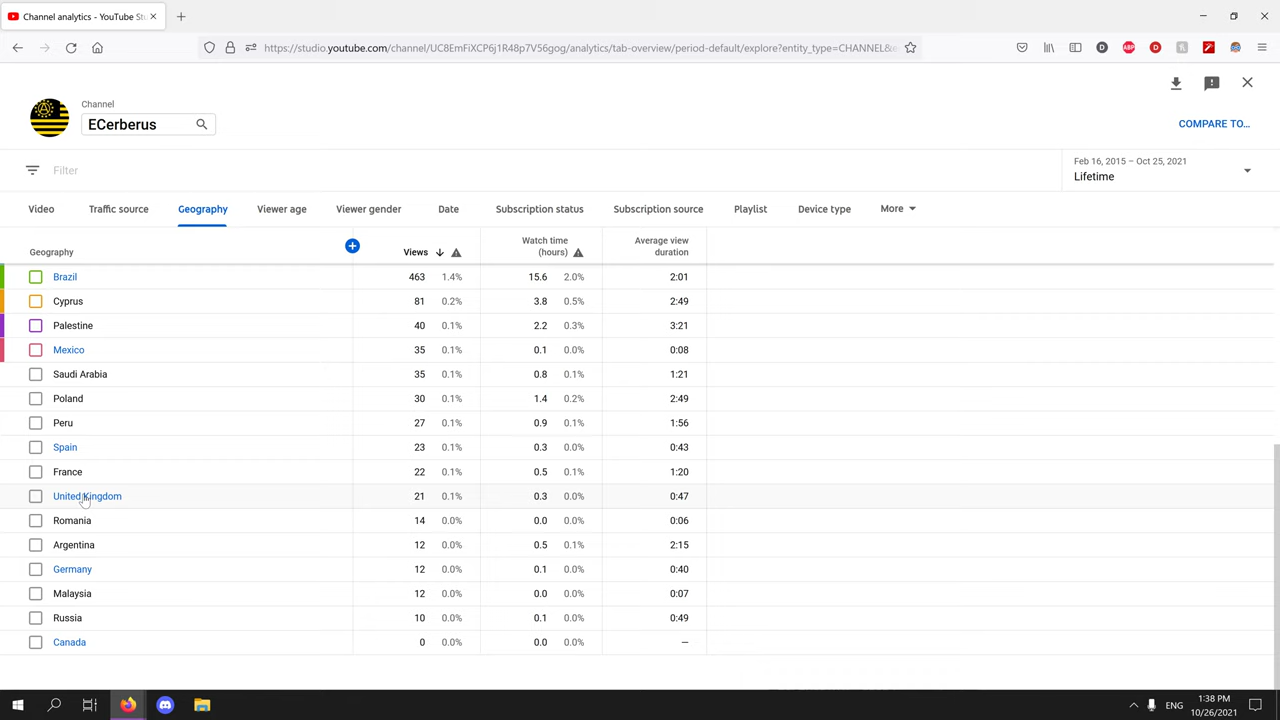 Channel analytics - YouTube Stu
https://studio.youtube.com/channel/UC8EmFiXCP6j1R48p7V56gog/analytics/tab-overview/period-default/explore?entity_type=CHANNEL&
ABP
Channel
ECerberus
COMPARE TO...
Filter
Feb 16, 2015 – Oct 25, 2021
Lifetime
Video Traffic source Geography Viewer age Viewer gender Date Subscription status Subscription source Playlist Device type More
Geography Views Watch time (hours) Average view duration
Brazil 463 1.4% 15.6 2.0% 2:01
Cyprus 81 0.2% 3.8 0.5% 2:49
Palestine 40 0.1% 2.2 0.3% 3:21
Mexico 35 0.1% 0.1 0.0% 0:08
Saudi Arabia 35 0.1% 0.8 0.1% 1:21
Poland 30 0.1% 1.4 0.2% 2:49
Peru 27 0.1% 0.9 0.1% 1:56
Spain 23 0.1% 0.3 0.0% 0:43
France 22 0.1% 0.5 0.1% 1:20
United Kingdom 21 0.1% 0.3 0.0% 0:47
Romania 14 0.0% 0.0 0.0% 0:06
Argentina 12 0.0% 0.5 0.1% 2:15
Germany 12 0.0% 0.1 0.0% 0:40
Malaysia 12 0.0% 0.0 0.0% 0:07
Russia 10 0.0% 0.1 0.0% 0:49
Canada 0 0.0% 0.0 0.0% —
ENG
1:38 PM
10/26/2021